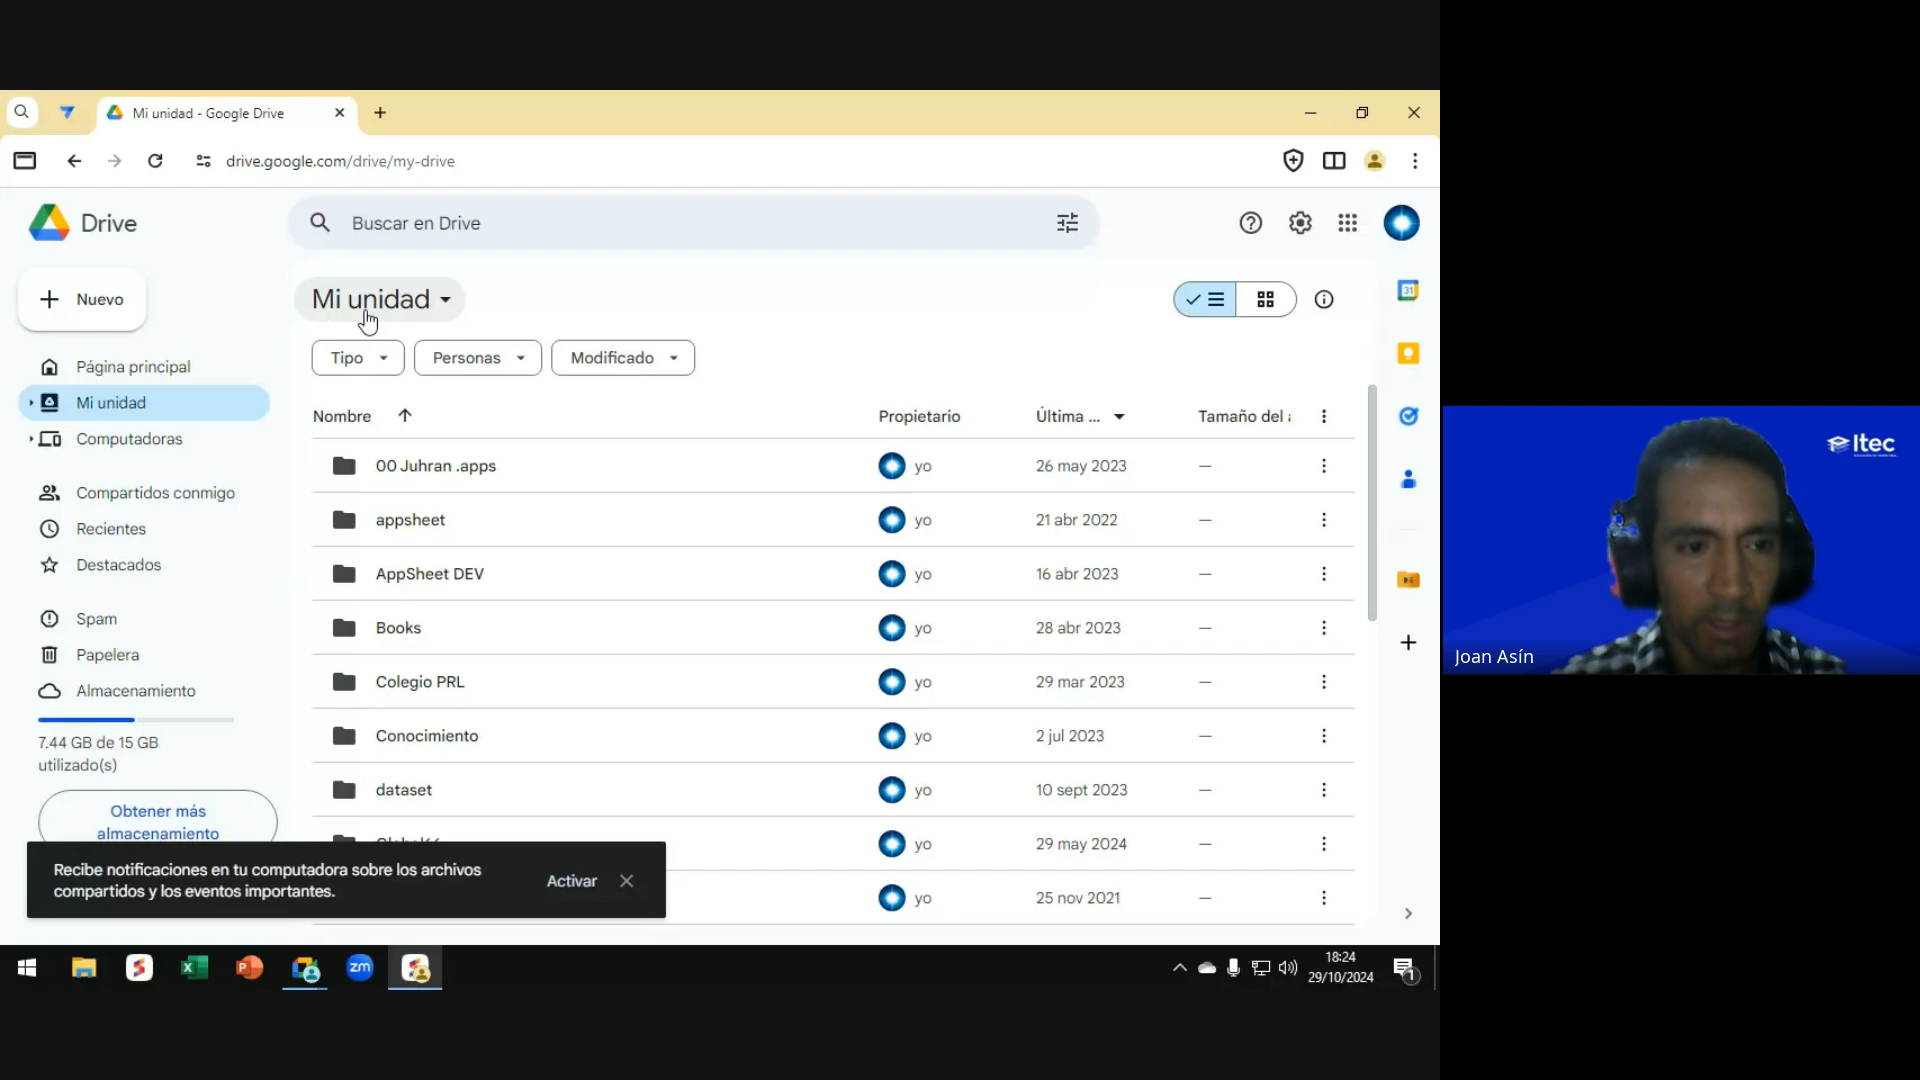 Mi unidad - Google Drive
drive.google.com/drive/my-drive
Drive
Buscar en Drive
Nuevo
Mi unidad
Tipo
Personas
Modificado
Página principal
Mi unidad
Computadoras
Compartidos conmigo
Recientes
Destacados
Spam
Papelera
Almacenamiento
7.44 GB de 15 GB
utilizado(s)
Obtener más
almacenamiento
Nombre Propietario Última ... Tamaño del
00 Juhran .apps yo 26 may 2023 —
appsheet yo 21 abr 2022 —
AppSheet DEV yo 16 abr 2023 —
Books yo 28 abr 2023 —
Colegio PRL yo 29 mar 2023 —
Conocimiento yo 2 jul 2023 —
dataset yo 10 sept 2023 —
yo 29 may 2024 —
yo 25 nov 2021 —
Recibe notificaciones en tu computadora sobre los archivos
compartidos y los eventos importantes.
Activar
31
zm
18:24
29/10/2024
1
Itec
Joan Asín